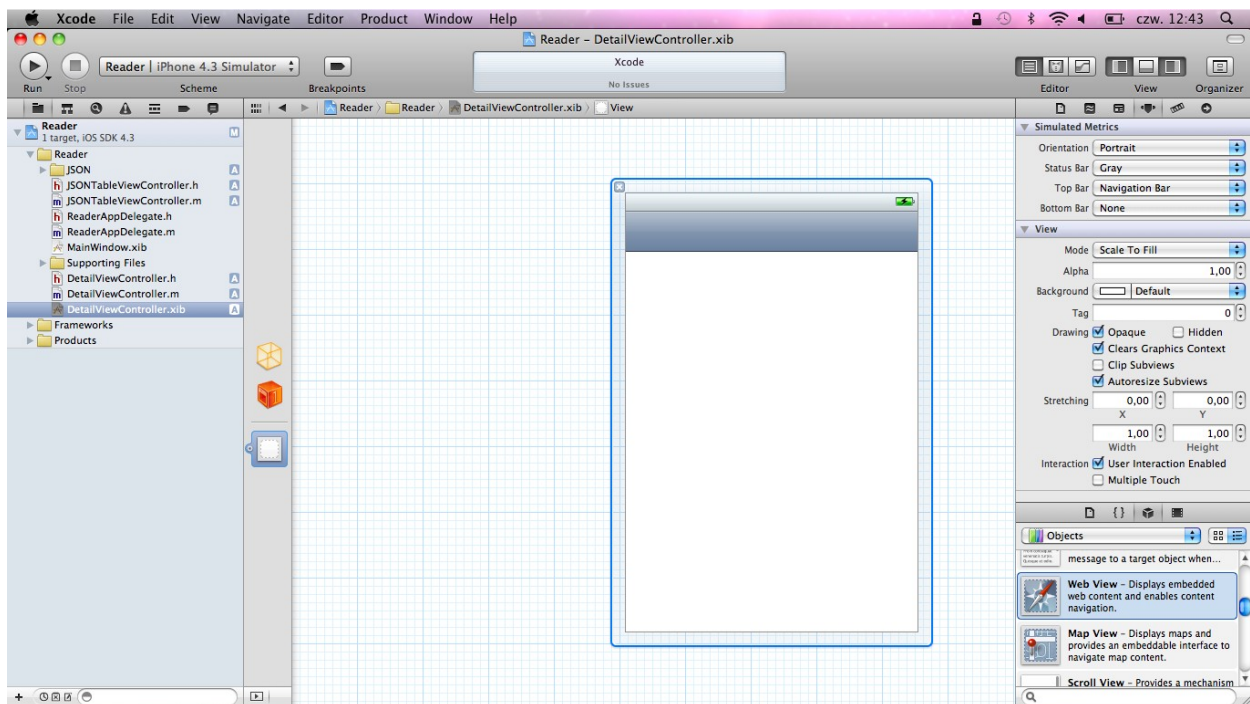 Xcode File Edit View Navigate Editor Product Window Help czw. 12:43
Reader – DetailViewController.xib
Reader | iPhone 4.3 Simulator
Xcode
No Issues
Run Stop Scheme Breakpoints Editor View Organizer
Reader Reader DetailViewController.xib View
Reader M
1 target, iOS SDK 4.3
Reader
JSON A
h JSONTableViewController.h A
m JSONTableViewController.m A
h ReaderAppDelegate.h
m ReaderAppDelegate.m
MainWindow.xib
Supporting Files
h DetailViewController.h A
m DetailViewController.m A
DetailViewController.xib A
Frameworks
Products
Simulated Metrics
Orientation Portrait
Status Bar Gray
Top Bar Navigation Bar
Bottom Bar None
View
Mode Scale To Fill
Alpha 1,00
Background Default
Tag 0
Drawing Opaque Hidden
Clears Graphics Context
Clip Subviews
Autoresize Subviews
Stretching 0,00 0,00
X Y
1,00 1,00
Width Height
Interaction User Interaction Enabled
Multiple Touch
{}
Objects
message to a target object when...
Web View – Displays embedded
web content and enables content
navigation.
Map View – Displays maps and
provides an embeddable interface to
navigate map content.
Scroll View – Provides a mechanism